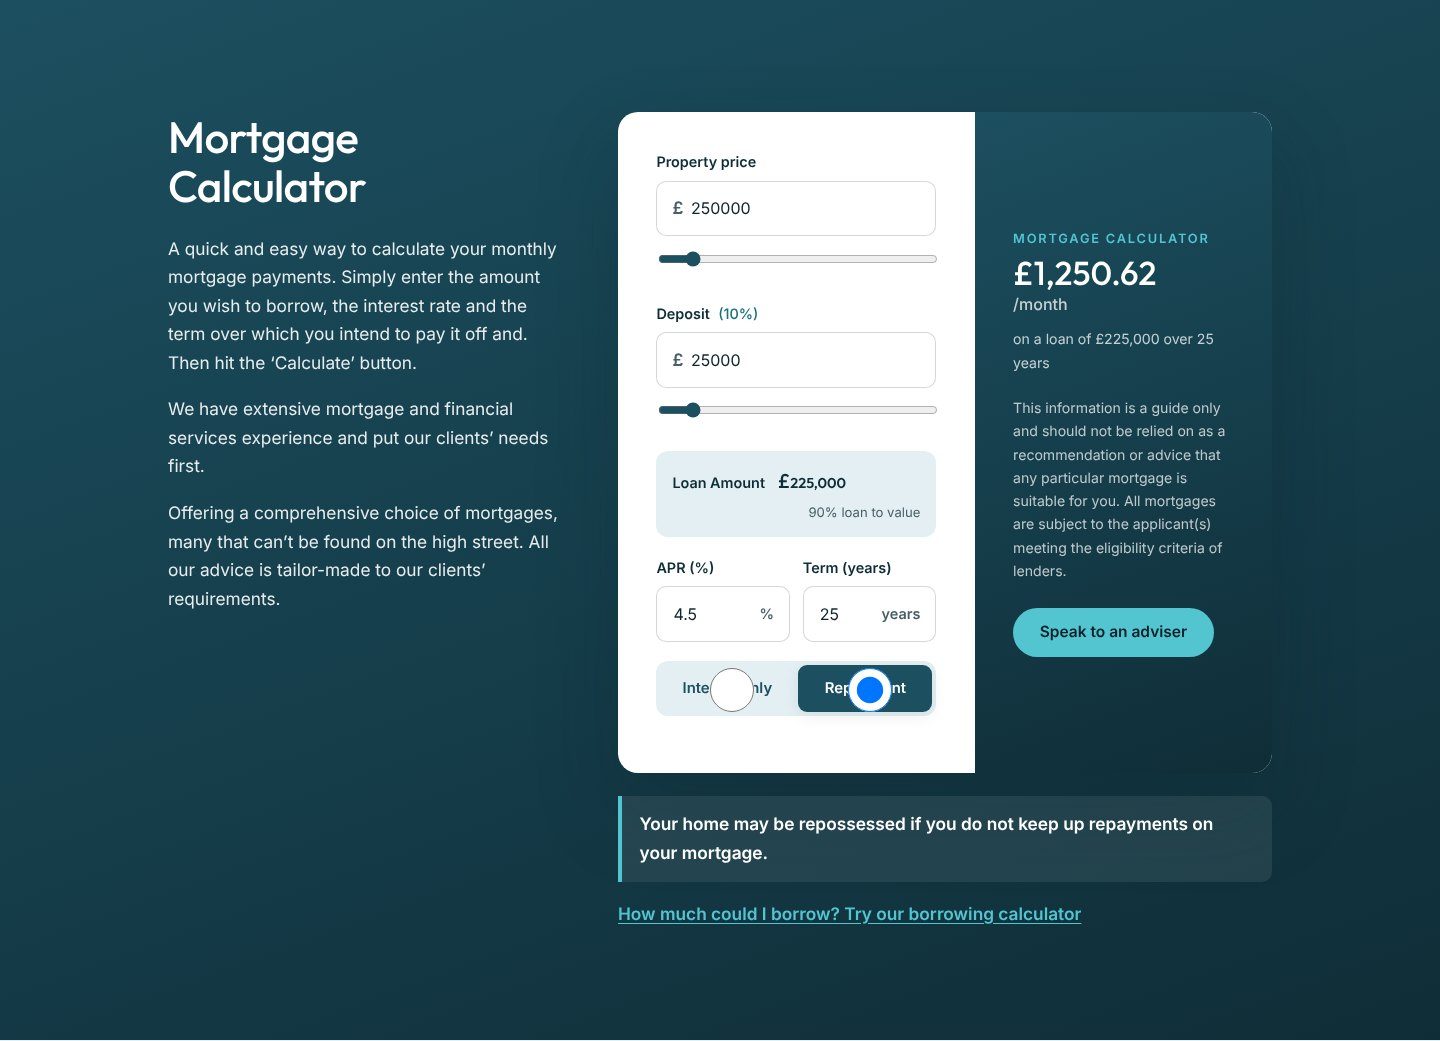 Mortgage
Calculator
A quick and easy way to calculate your monthly
mortgage payments. Simply enter the amount
you wish to borrow, the interest rate and the
term over which you intend to pay it off and.
Then hit the ‘Calculate’ button.
We have extensive mortgage and financial
services experience and put our clients’ needs
first.
Offering a comprehensive choice of mortgages,
many that can’t be found on the high street. All
our advice is tailor-made to our clients’
requirements.
Property price
£ 250000
Deposit (10%)
£ 25000
Loan Amount £225,000
90% loan to value
APR (%) Term (years)
4.5 % 25 years
MORTGAGE CALCULATOR
£1,250.62
/month
on a loan of £225,000 over 25
years
This information is a guide only
and should not be relied on as a
recommendation or advice that
any particular mortgage is
suitable for you. All mortgages
are subject to the applicant(s)
meeting the eligibility criteria of
lenders.
Speak to an adviser
Your home may be repossessed if you do not keep up repayments on
your mortgage.
How much could I borrow? Try our borrowing calculator